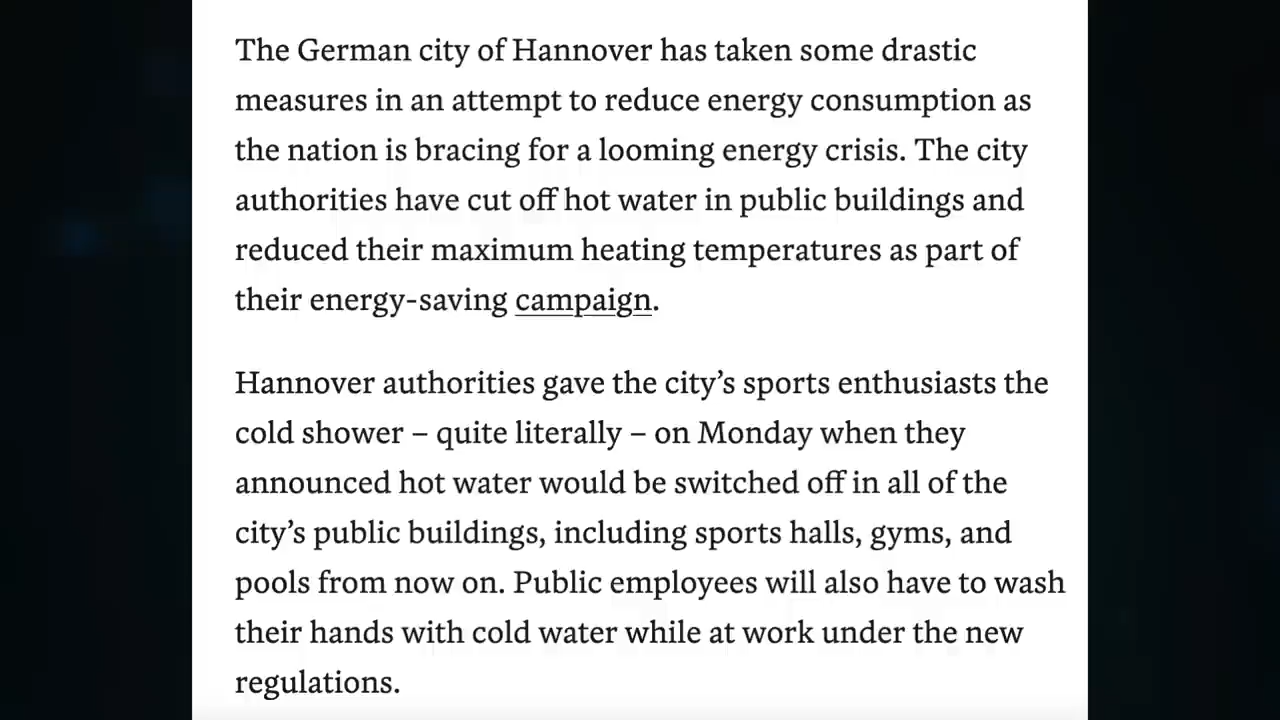 The German city of Hannover has taken some drastic
measures in an attempt to reduce energy consumption as
the nation is bracing for a looming energy crisis. The city
authorities have cut off hot water in public buildings and
reduced their maximum heating temperatures as part of
their energy-saving campaign.
Hannover authorities gave the city’s sports enthusiasts the
cold shower – quite literally – on Monday when they
announced hot water would be switched off in all of the
city’s public buildings, including sports halls, gyms, and
pools from now on. Public employees will also have to wash
their hands with cold water while at work under the new
regulations.